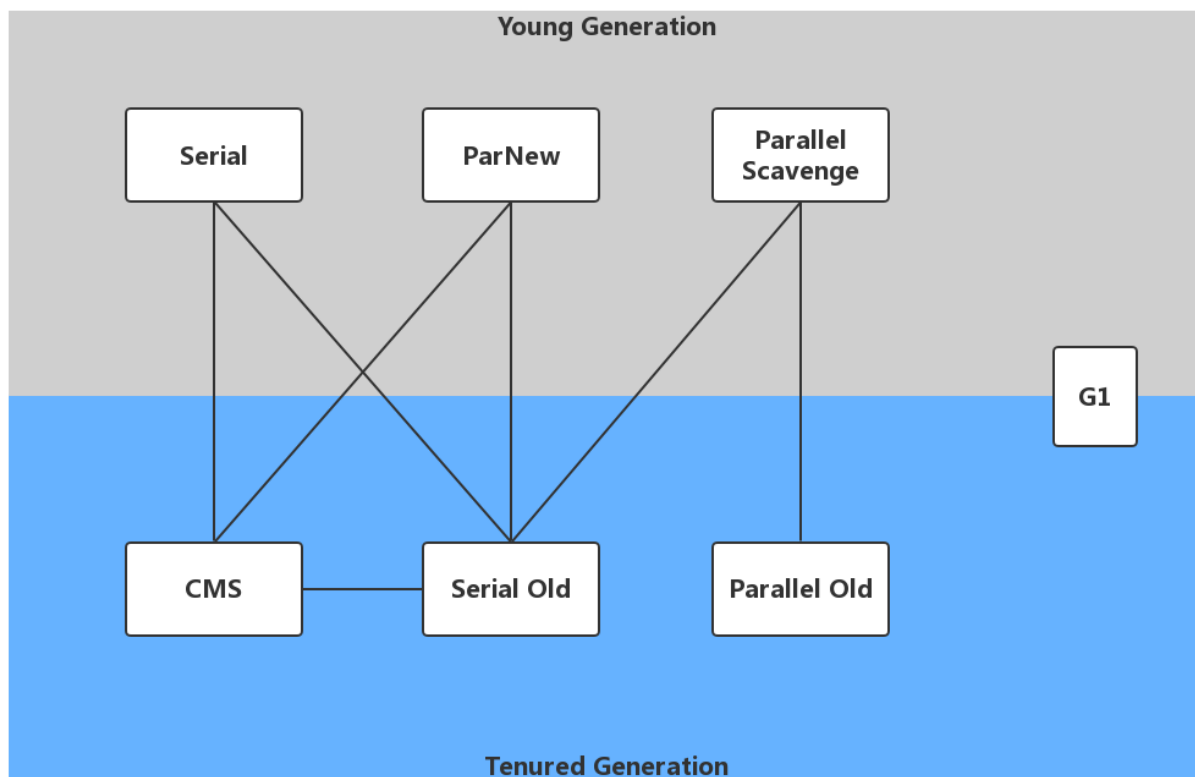 Young Generation
Serial
ParNew
Parallel
Scavenge
G1
CMS
Serial Old
Parallel Old
Tenured Generation